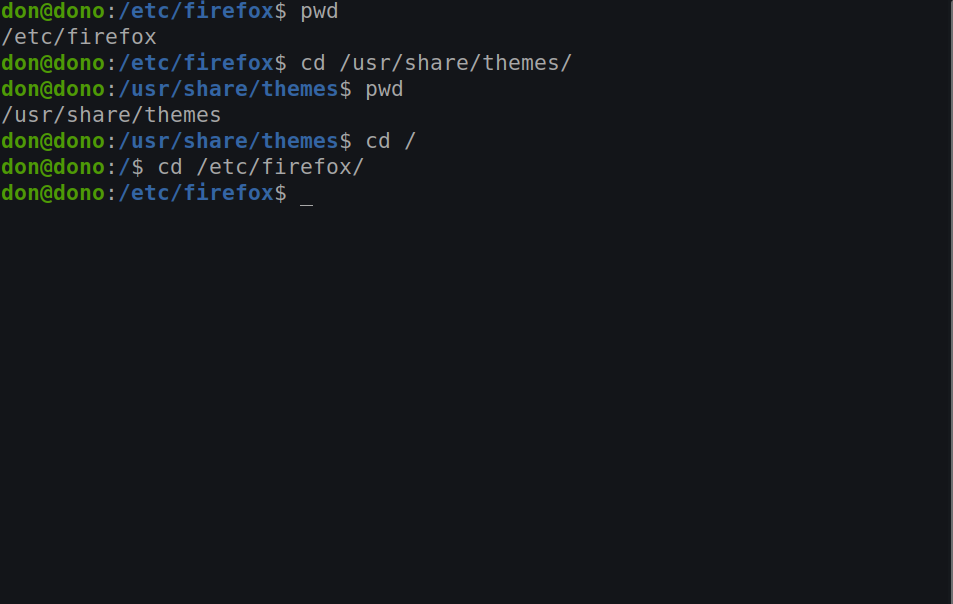 don@dono:/etc/firefox$ pwd
/etc/firefox
don@dono:/etc/firefox$ cd /usr/share/themes/
don@dono:/usr/share/themes$ pwd
/usr/share/themes
don@dono:/usr/share/themes$ cd /
don@dono:/$ cd /etc/firefox/
don@dono:/etc/firefox$ _